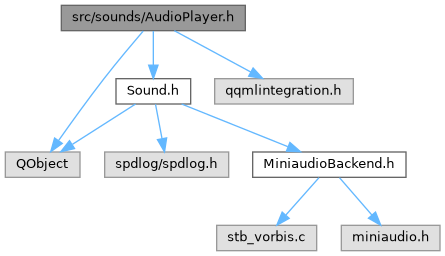 src/sounds/AudioPlayer.h
Sound.h
qqmlintegration.h
QObject
spdlog/spdlog.h
MiniaudioBackend.h
stb_vorbis.c
miniaudio.h